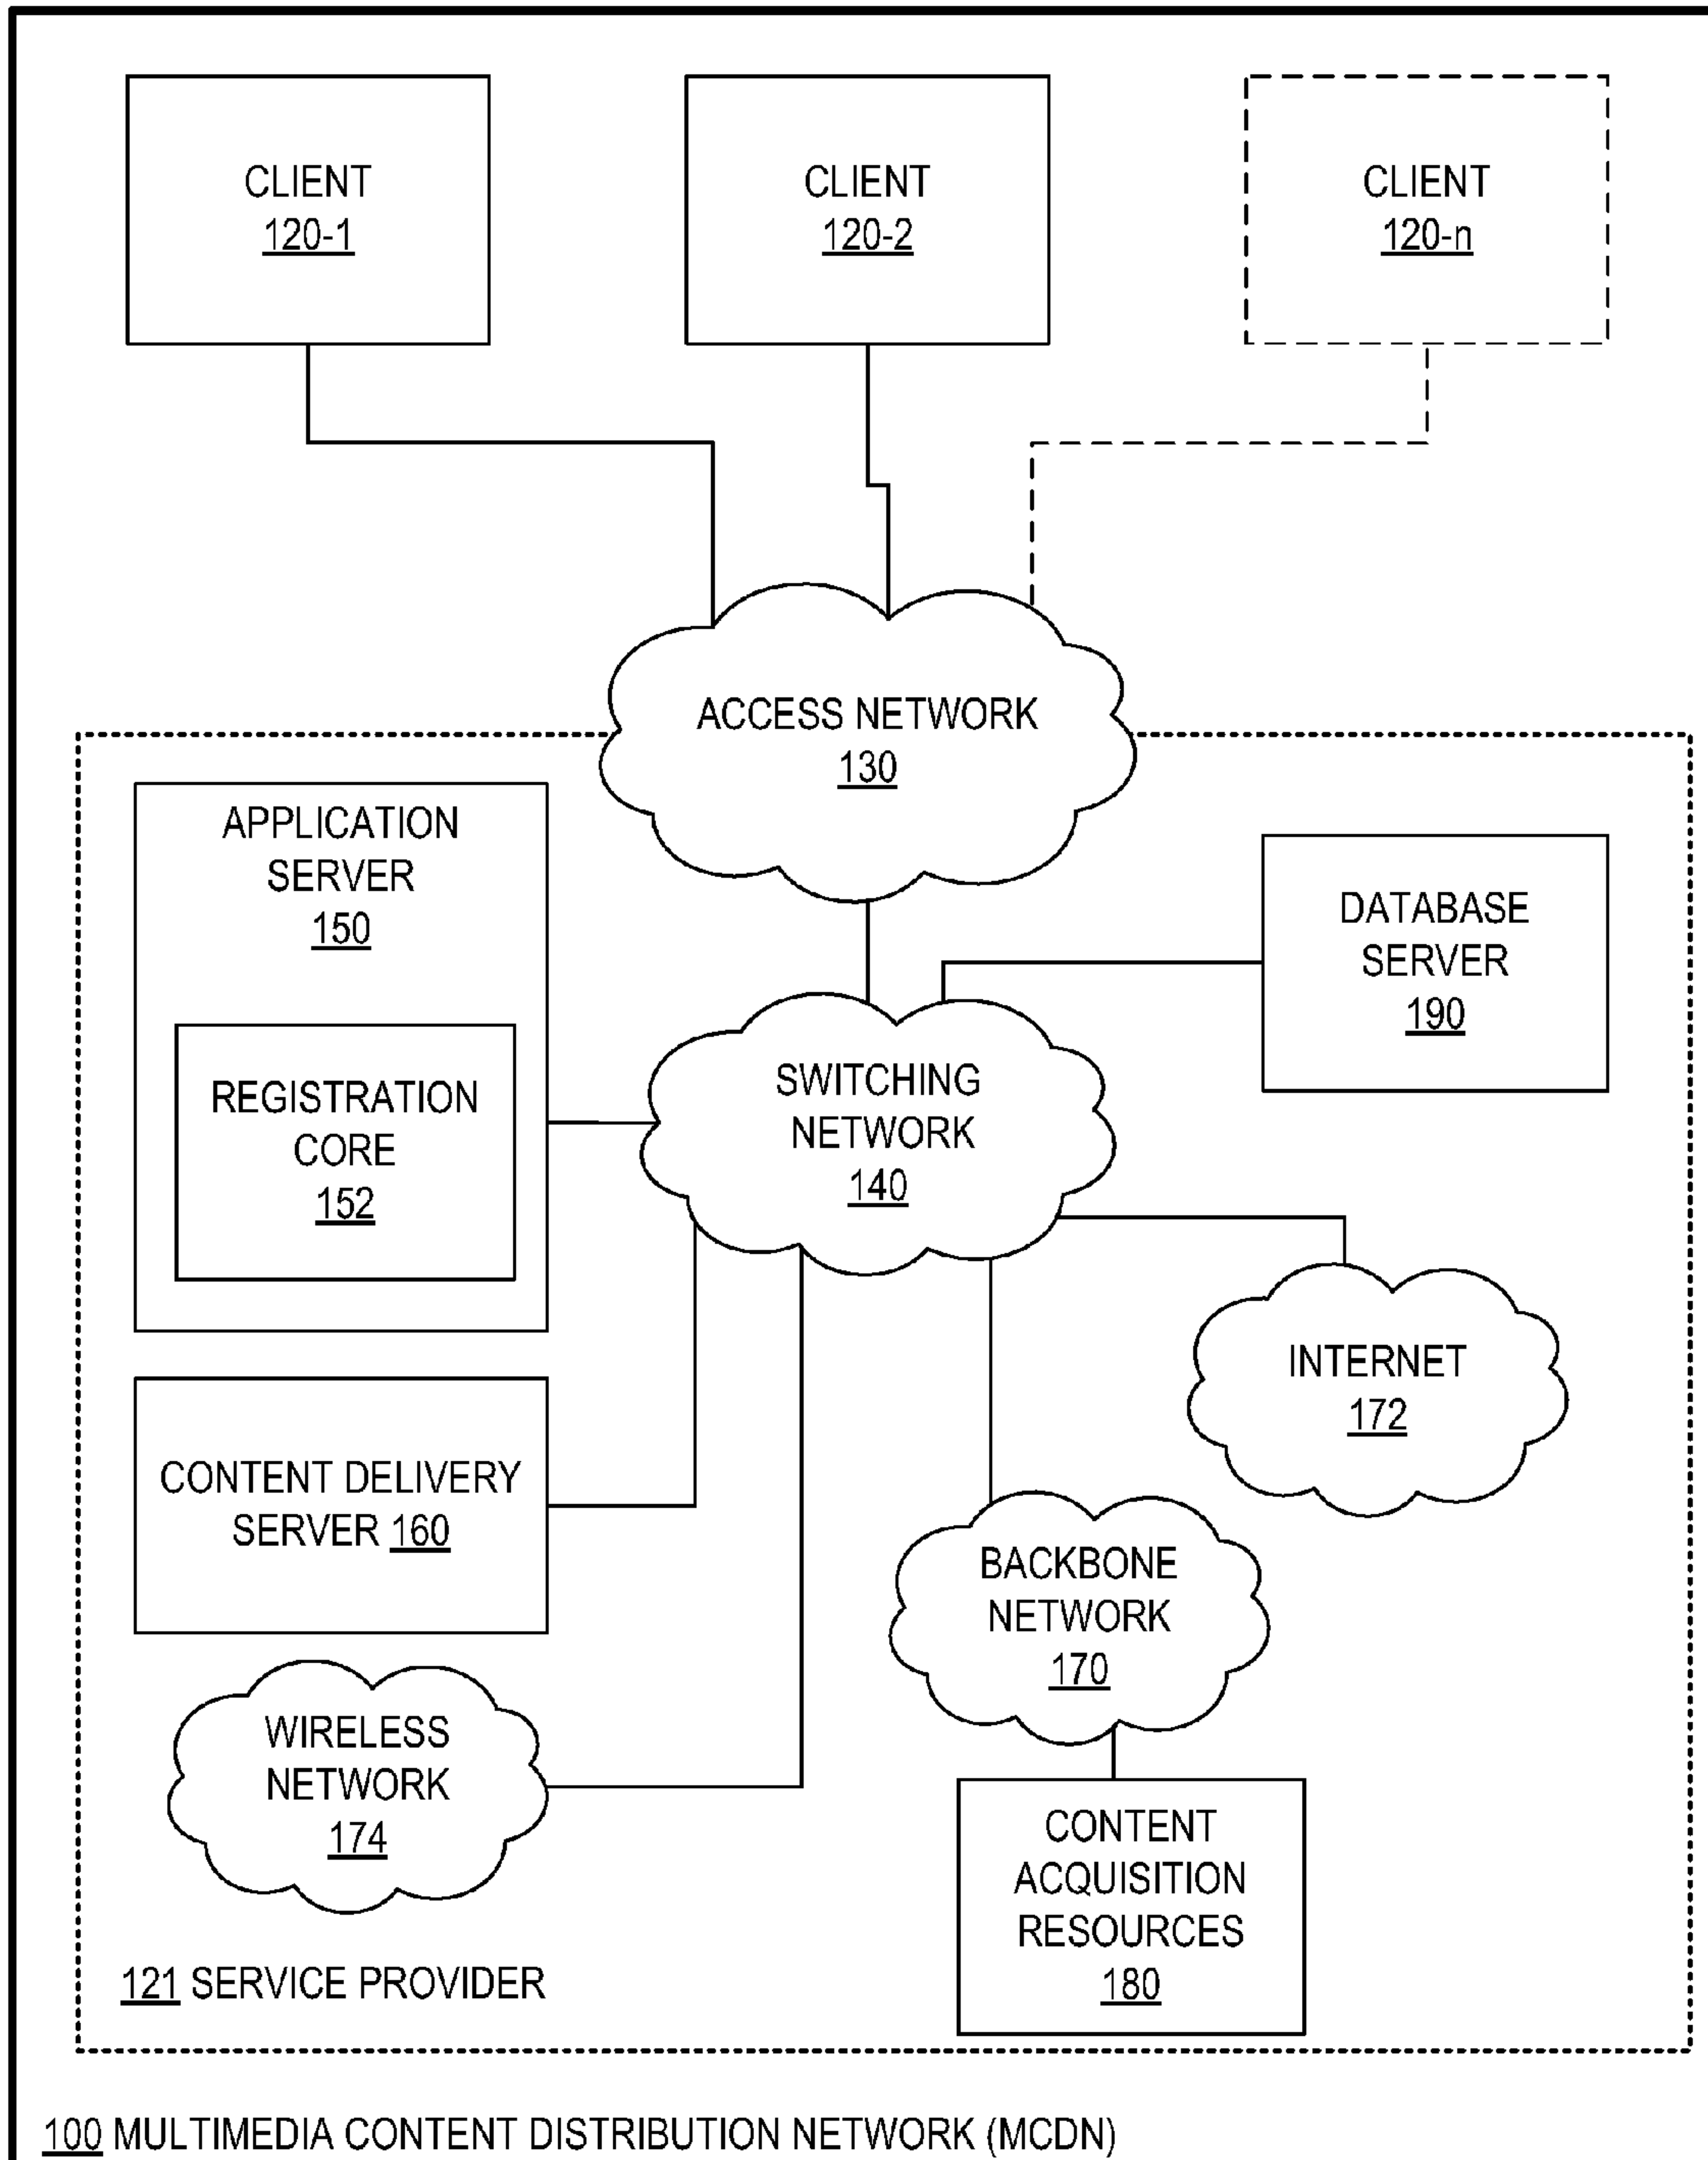 CLIENT
120-1
CLIENT
120-2
CLIENT
120-n
ACCESS NETWORK
130
APPLICATION
SERVER
150
REGISTRATION
CORE
152
DATABASE
SERVER
190
SWITCHING
NETWORK
140
INTERNET
172
CONTENT DELIVERY
SERVER 160
BACKBONE
NETWORK
170
WIRELESS
NETWORK
174
CONTENT
ACQUISITION
RESOURCES
180
121 SERVICE PROVIDER
100 MULTIMEDIA CONTENT DISTRIBUTION NETWORK (MCDN)